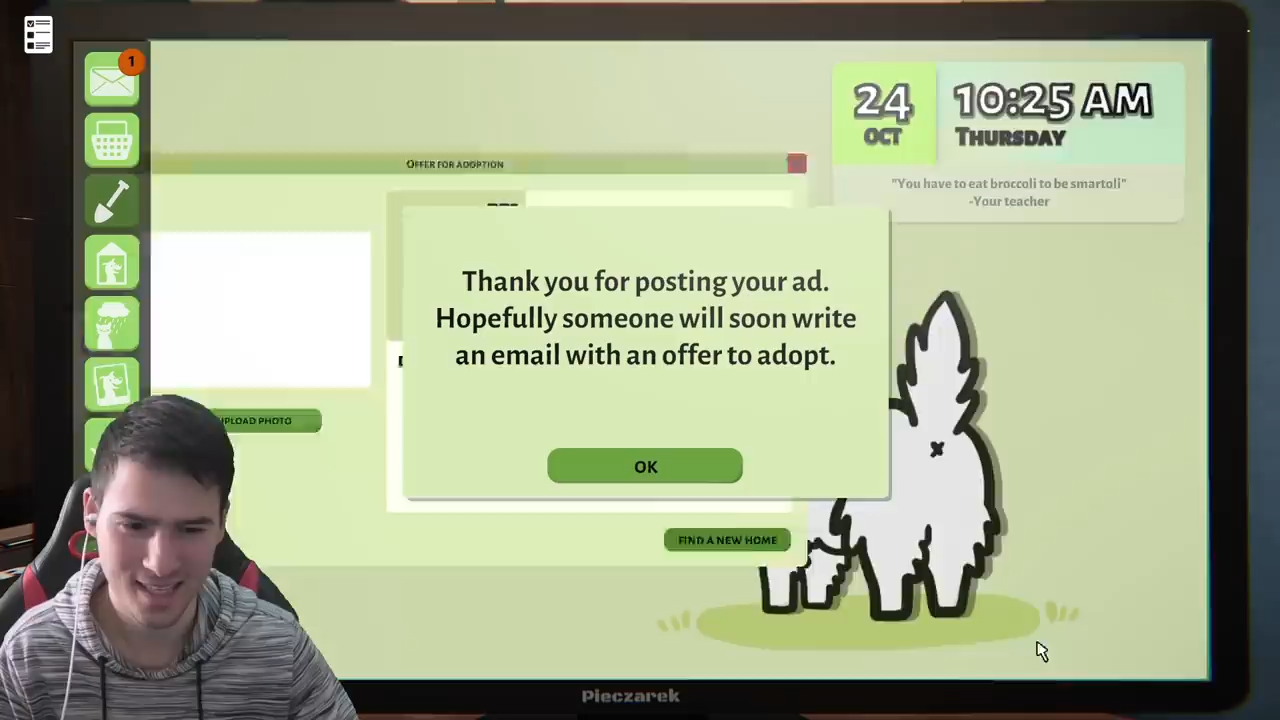 1
24
OCT
10:25 AM
THURSDAY
"You have to eat broccoli to be smartoli"
-Your teacher
OFFER FOR ADOPTION
Thank you for posting your ad.
Hopefully someone will soon write
an email with an offer to adopt.
OK
UPLOAD PHOTO
FIND A NEW HOME
Pieczarek